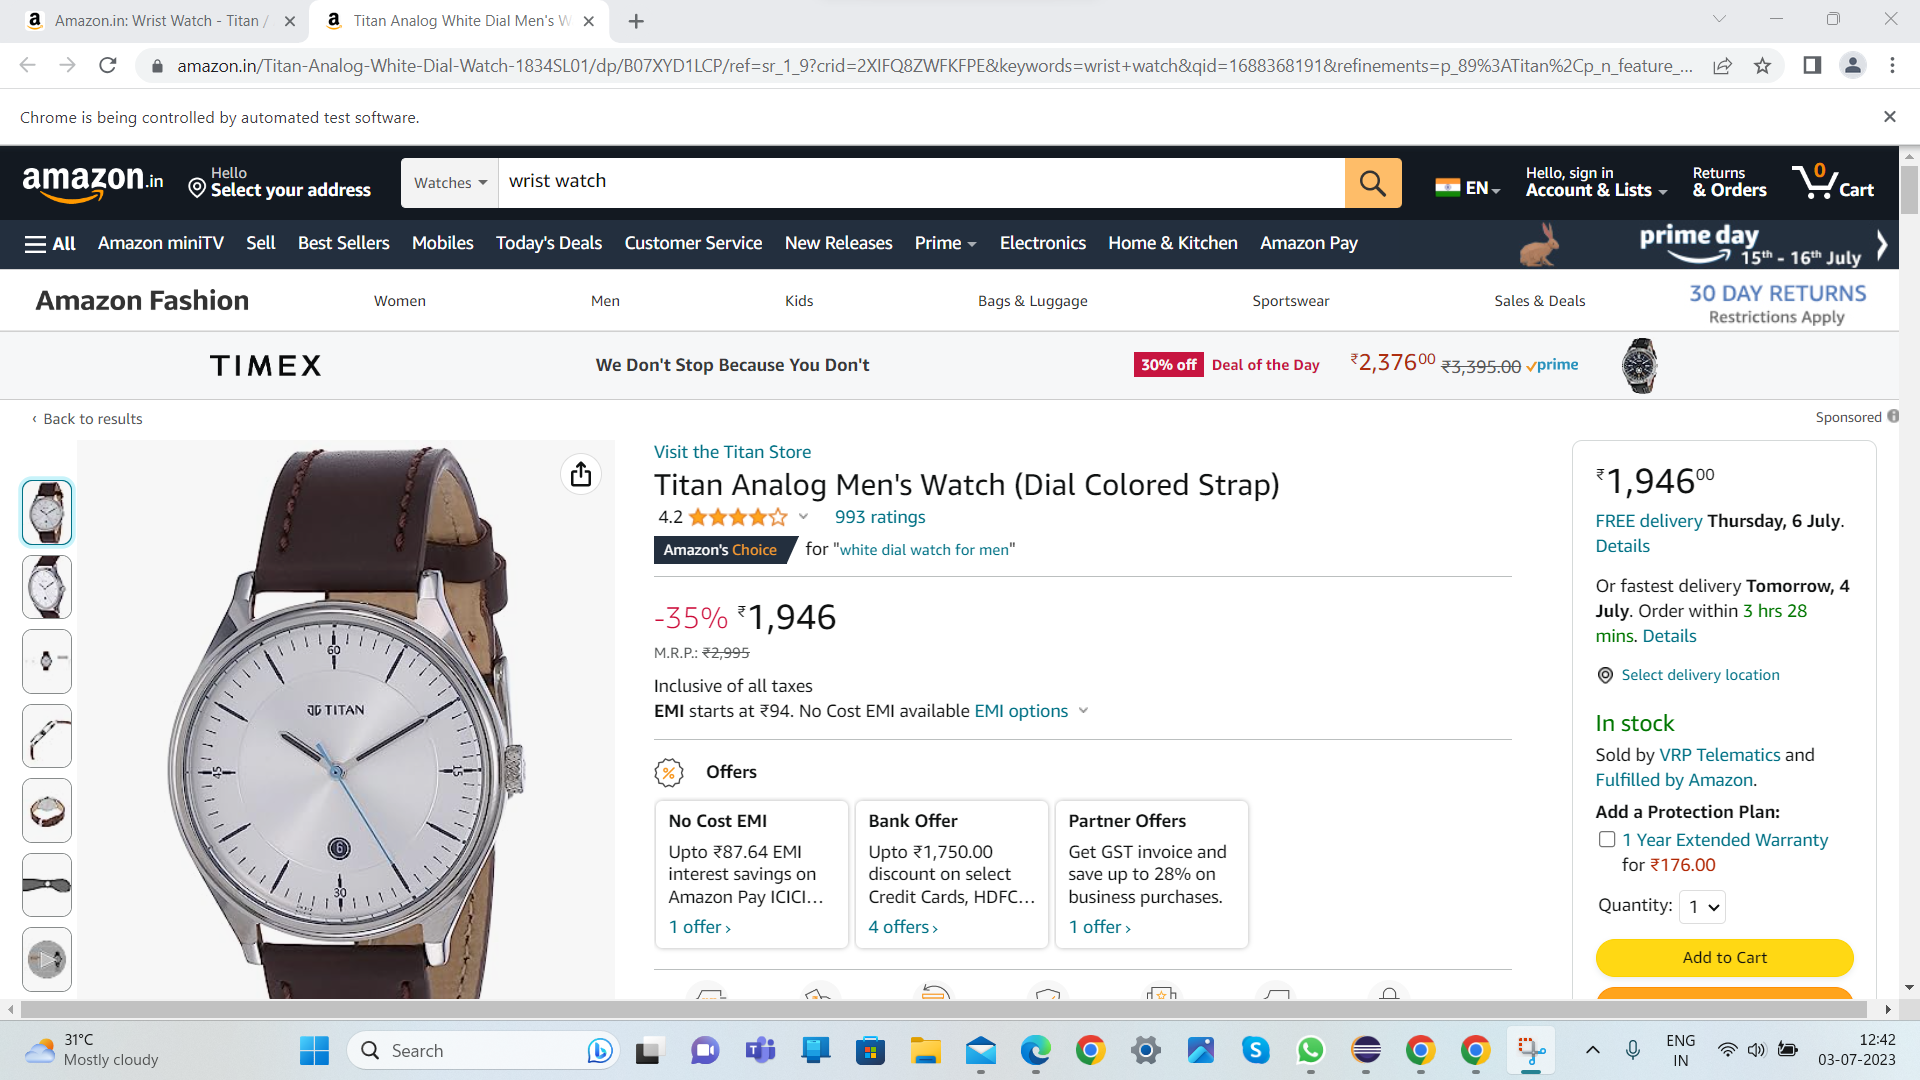 Amazon.in: Wrist Watch - Titan /
Titan Analog White Dial Men's W
amazon.in/Titan-Analog-White-Dial-Watch-1834SL01/dp/B07XYD1LCP/ref=sr_1_9?crid=2XIFQ8ZWFKFPE&keywords=wrist+watch&qid=1688368191&refinements=p_89%3ATitan%2Cp_n_feature_...
Chrome is being controlled by automated test software.
amazon.in
Hello
Select your address
Watches
wrist watch
EN
Hello, sign in
Account & Lists
Returns
& Orders
0
Cart
All
Amazon miniTV
Sell
Best Sellers
Mobiles
Today's Deals
Customer Service
New Releases
Prime
Electronics
Home & Kitchen
Amazon Pay
prime day
15th - 16th July
Amazon Fashion
Women
Men
Kids
Bags & Luggage
Sportswear
Sales & Deals
30 DAY RETURNS
Restrictions Apply
TIMEX
We Don't Stop Because You Don't
30% off
Deal of the Day
₹2,37600 ₹3,395.00 prime
‹ Back to results
Sponsored
60
TITAN
45
15
6
30
Visit the Titan Store
Titan Analog Men's Watch (Dial Colored Strap)
4.2
993 ratings
Amazon's Choice for "white dial watch for men"
-35% ₹1,946
M.R.P.: ₹2,995
Inclusive of all taxes
EMI starts at ₹94. No Cost EMI available EMI options
Offers
No Cost EMI
Upto ₹87.64 EMI
interest savings on
Amazon Pay ICICI…
1 offer ›
Bank Offer
Upto ₹1,750.00
discount on select
Credit Cards, HDFC…
4 offers ›
Partner Offers
Get GST invoice and
save up to 28% on
business purchases.
1 offer ›
₹1,94600
FREE delivery Thursday, 6 July.
Details
Or fastest delivery Tomorrow, 4
July. Order within 3 hrs 28
mins. Details
Select delivery location
In stock
Sold by VRP Telematics and
Fulfilled by Amazon.
Add a Protection Plan:
1 Year Extended Warranty
for ₹176.00
Quantity: 1
Add to Cart
31°C
Mostly cloudy
Search
ENG
IN
12:42
03-07-2023